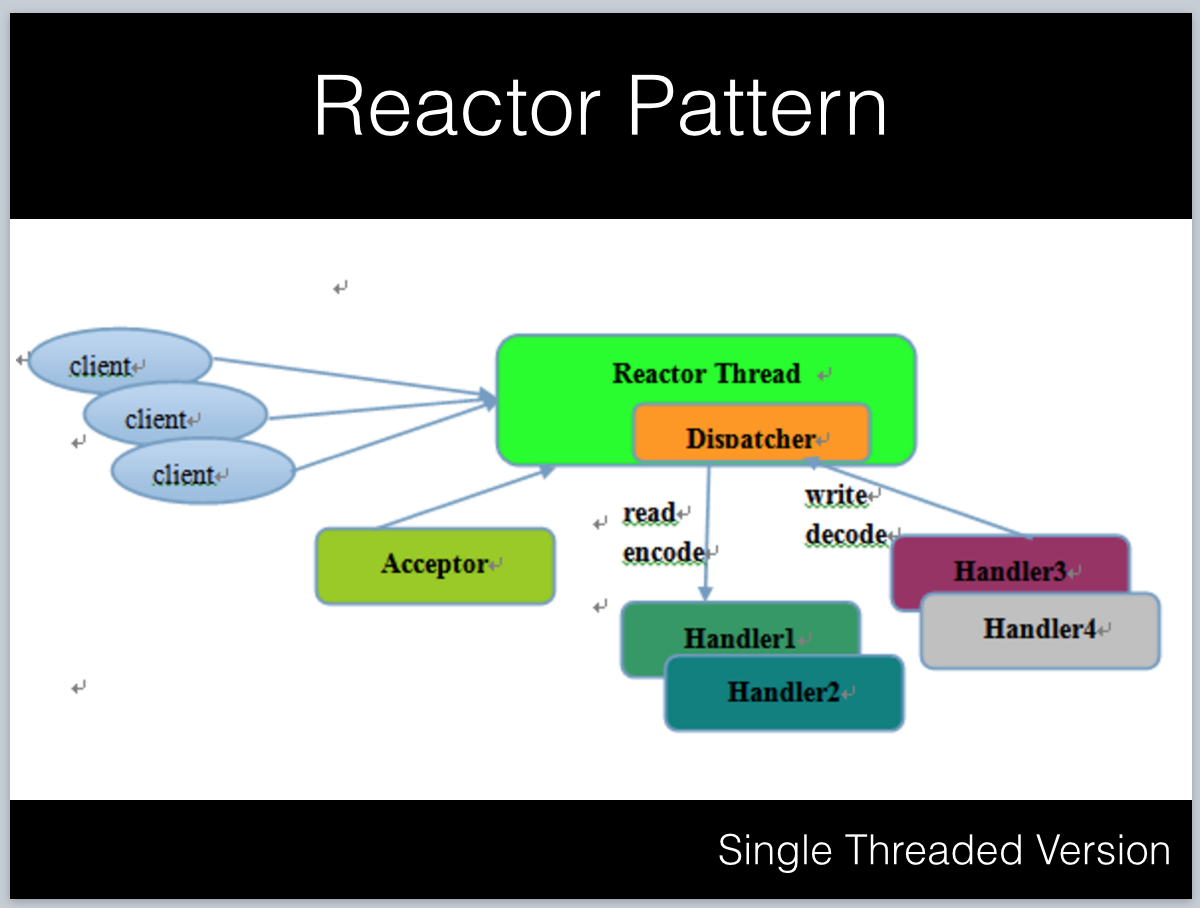 Reactor Pattern
client
client
client
Reactor Thread
Dispatcher
Acceptor
read
encode
write
decode
Handler1
Handler2
Handler3
Handler4
Single Threaded Version